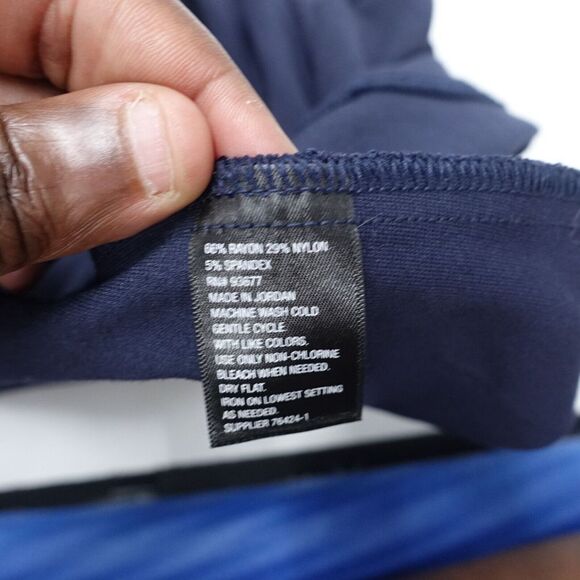 66% RAYON 29% NYLON
5% SPANDEX
RN# 93677
MADE IN JORDAN
MACHINE WASH COLD
GENTLE CYCLE.
WITH LIKE COLORS.
USE ONLY NON-CHLORINE
BLEACH WHEN NEEDED.
DRY FLAT.
IRON ON LOWEST SETTING
AS NEEDED.
SUPPLIER 76424-1